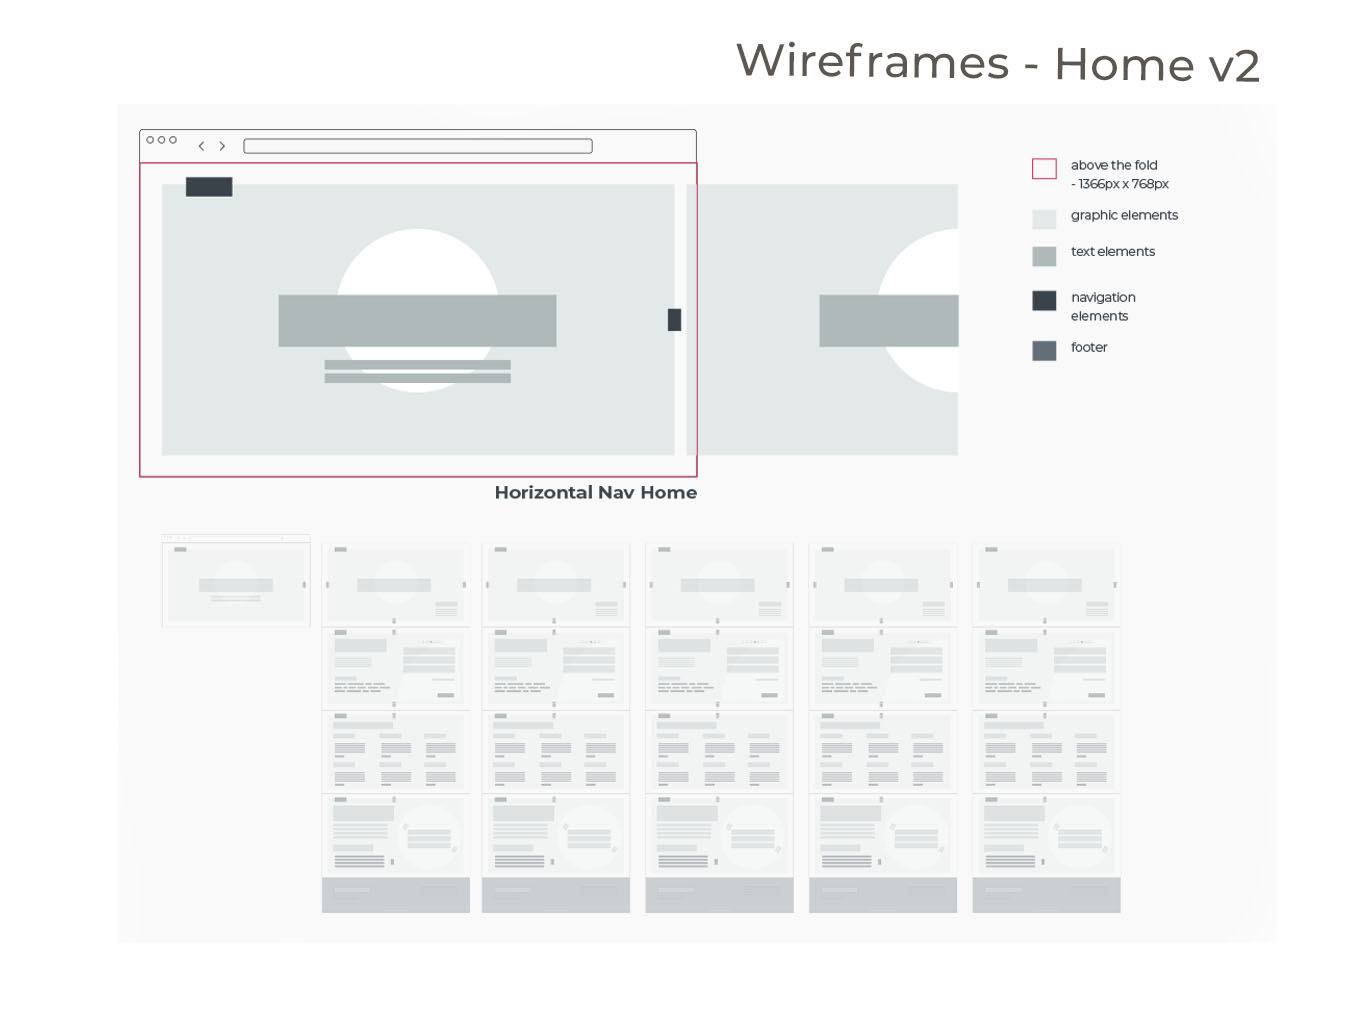 Wireframes - Home v2
above the fold
- 1366px x 768px
graphic elements
text elements
navigation
elements
footer
Horizontal Nav Home